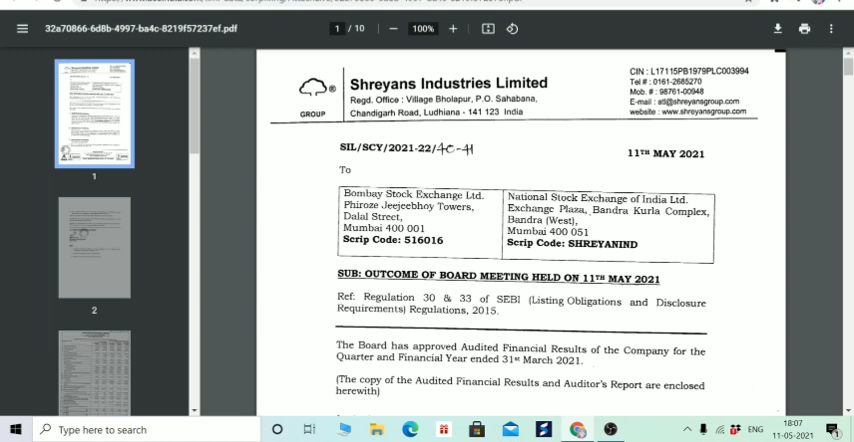 32a70866-6d8b-4997-ba4c-8219f57237ef.pdf
1 / 10
100%
1
2
GROUP
Shreyans Industries Limited
Regd. Office : Village Bholapur, P.O. Sahabana,
Chandigarh Road, Ludhiana - 141 123 India
CIN : L17115PB1979PLC003994
Tel # : 0161-2685270
Mob. # : 98761-00948
E-mail : atl@shreyansgroup.com
website : www.shreyansgroup.com
SIL/SCY/2021-22/40-41
11TH MAY 2021
To
Bombay Stock Exchange Ltd.
Phiroze Jeejeebhoy Towers,
Dalal Street,
Mumbai 400 001
Scrip Code: 516016
National Stock Exchange of India Ltd.
Exchange Plaza, Bandra Kurla Complex,
Bandra (West),
Mumbai 400 051
Scrip Code: SHREYANIND
SUB: OUTCOME OF BOARD MEETING HELD ON 11TH MAY 2021
Ref: Regulation 30 & 33 of SEBI (Listing Obligations and Disclosure
Requirements) Regulations, 2015.
The Board has approved Audited Financial Results of the Company for the
Quarter and Financial Year ended 31st March 2021.
(The copy of the Audited Financial Results and Auditor's Report are enclosed
herewith)
Type here to search
ENG
18:07
11-05-2021